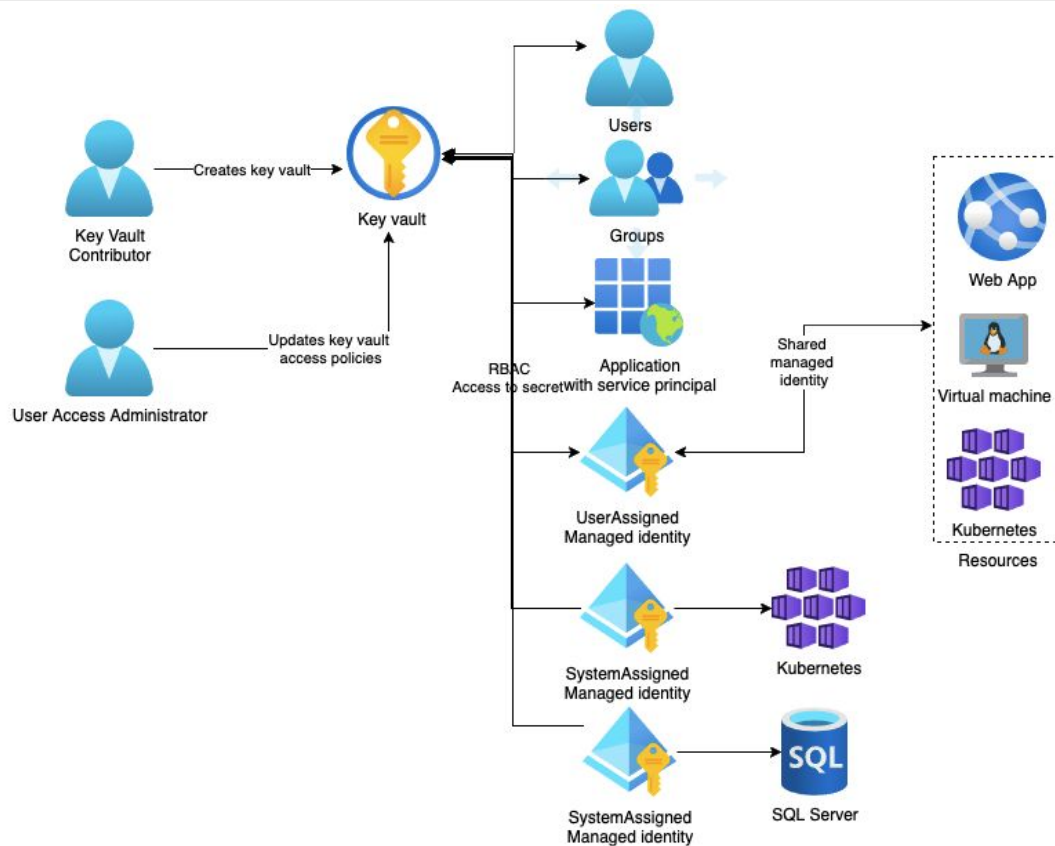 Users
Creates key vault
Key vault
Key Vault
Contributor
Groups
Web App
Updates key vault
access policies
User Access Administrator
RBAC
Access to secret
Application
with service principal
Shared
managed
identity
Virtual machine
UserAssigned
Managed identity
Kubernetes
Resources
SystemAssigned
Managed identity
Kubernetes
SQL
SystemAssigned
Managed identity
SQL Server